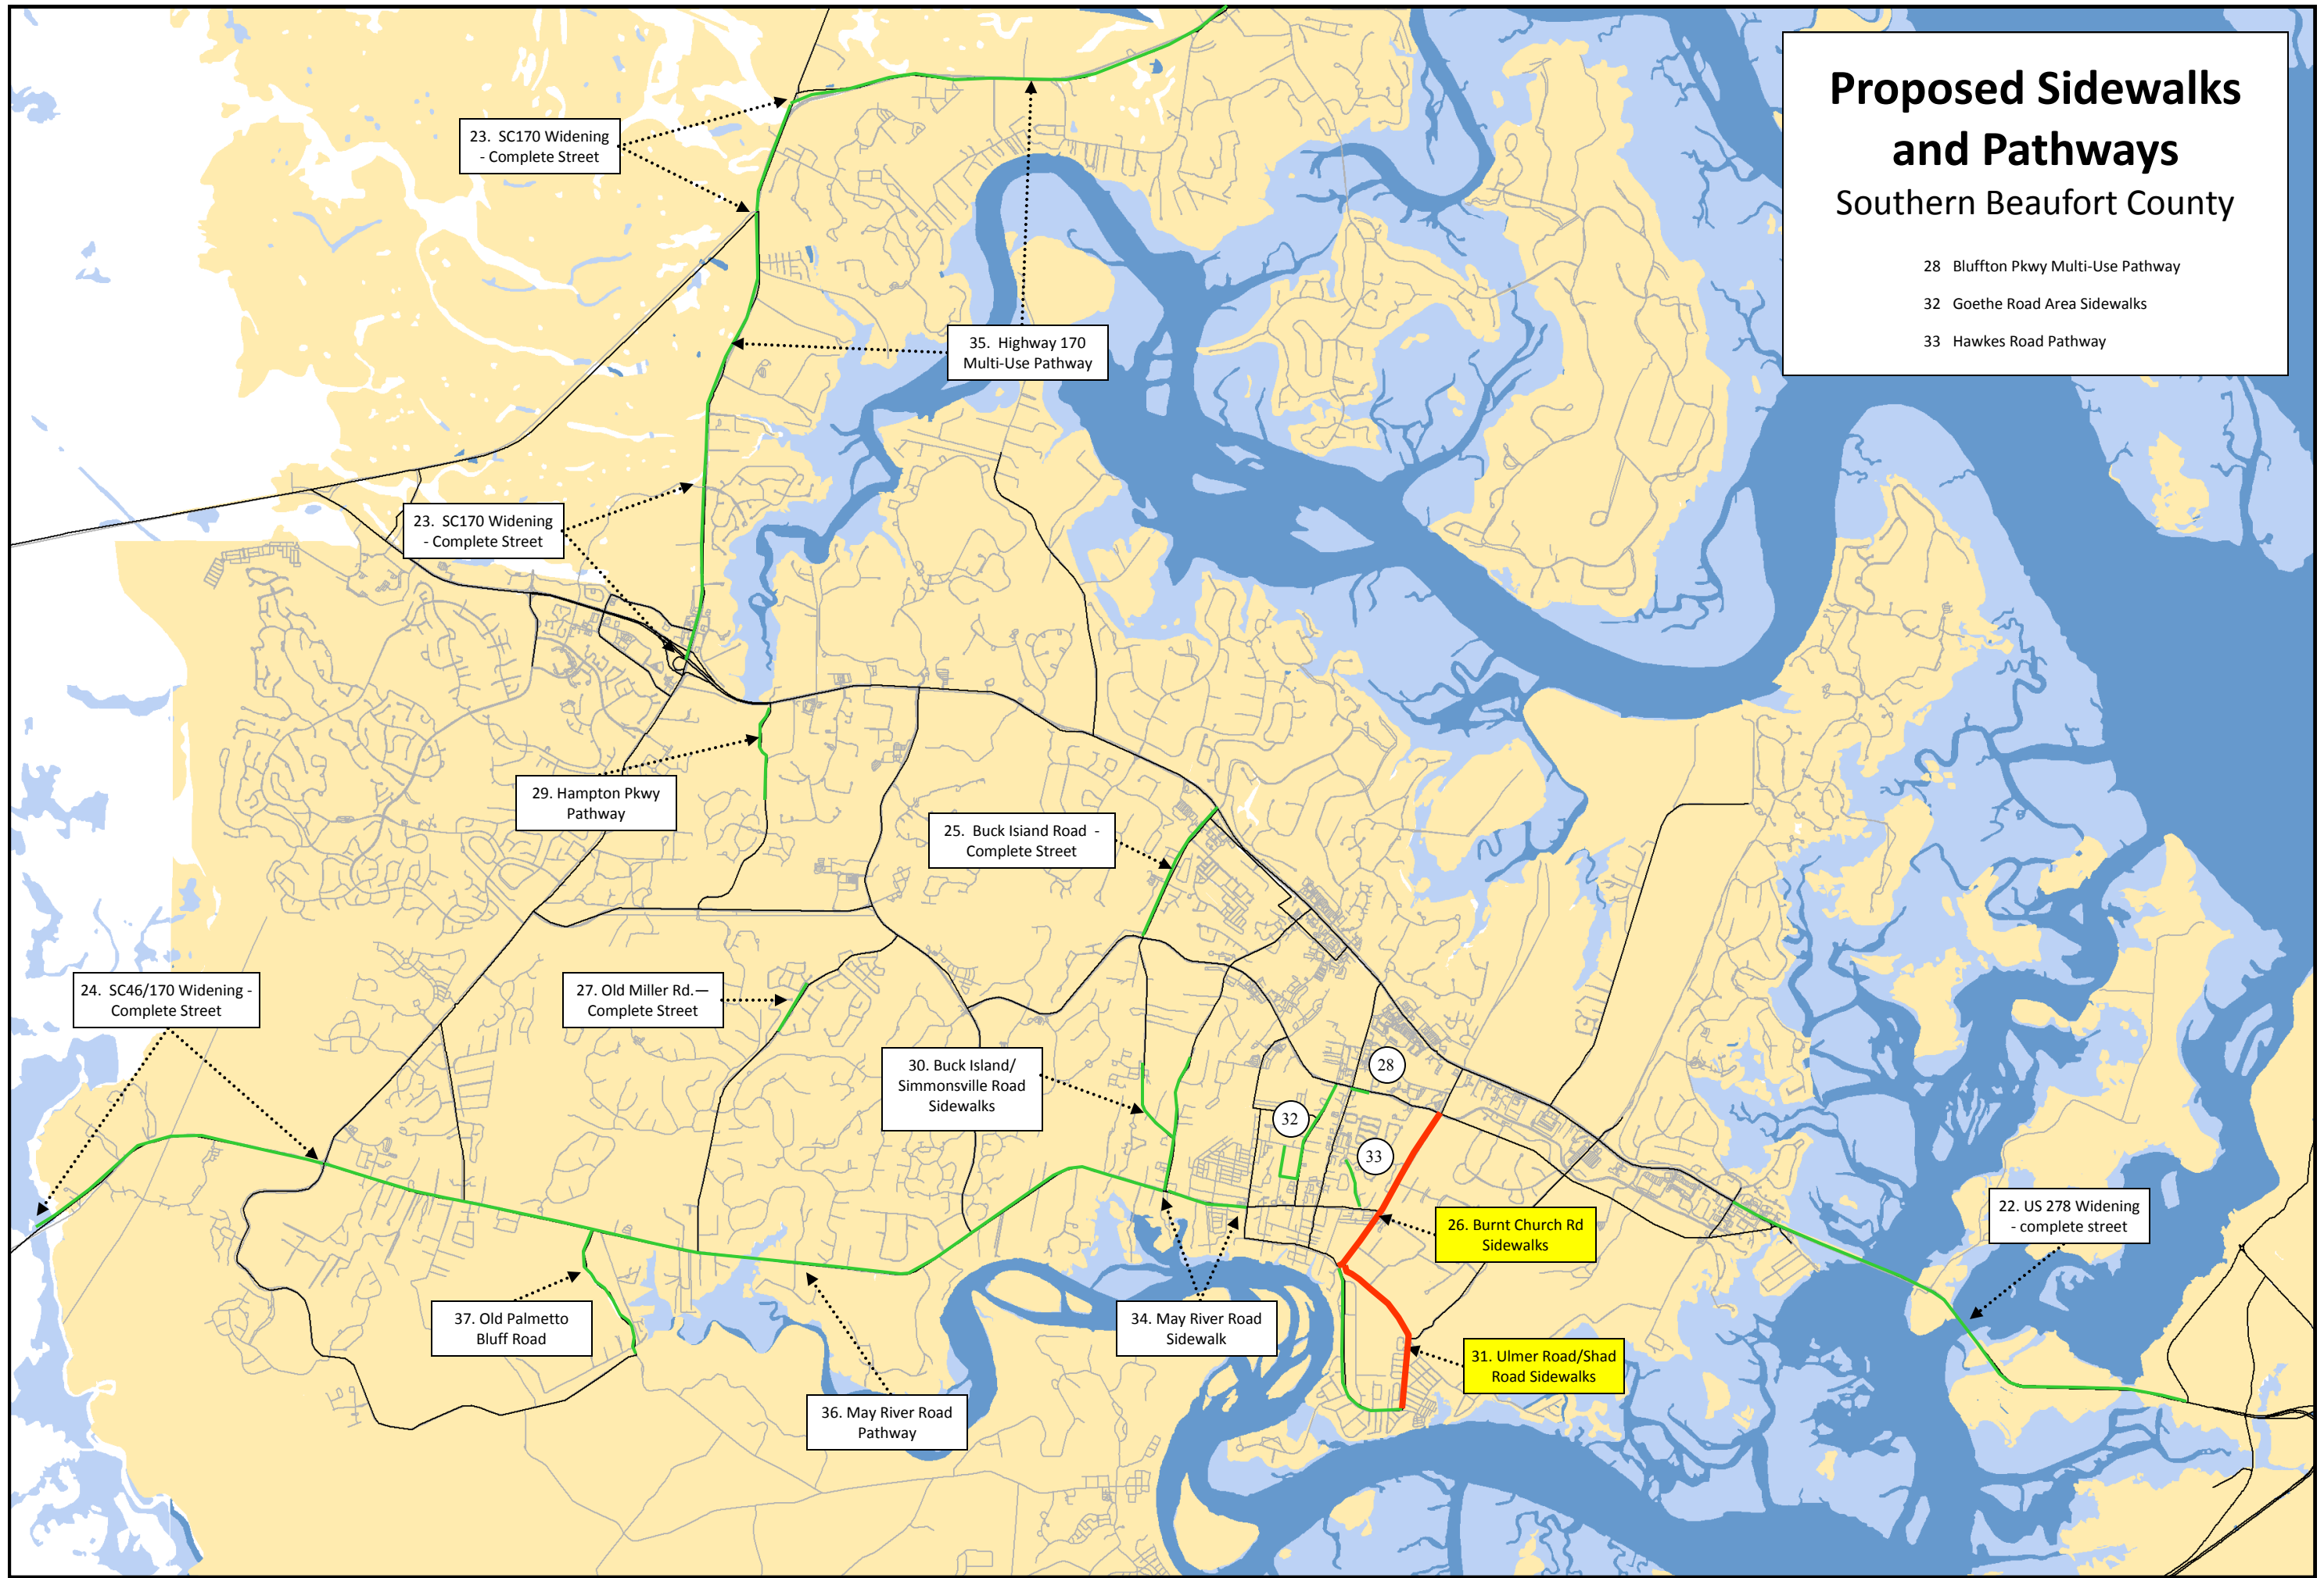 Proposed Sidewalks
and Pathways
Southern Beaufort County
28 Bluffton Pkwy Multi-Use Pathway
32 Goethe Road Area Sidewalks
33 Hawkes Road Pathway
23. SC170 Widening
- Complete Street
35. Highway 170
Multi-Use Pathway
23. SC170 Widening
- Complete Street
29. Hampton Pkwy
Pathway
25. Buck Island Road -
Complete Street
24. SC46/170 Widening -
Complete Street
27. Old Miller Rd.—
Complete Street
30. Buck Island/
Simmonsville Road
Sidewalks
28
32
33
26. Burnt Church Rd
Sidewalks
22. US 278 Widening
- complete street
37. Old Palmetto
Bluff Road
34. May River Road
Sidewalk
31. Ulmer Road/Shad
Road Sidewalks
36. May River Road
Pathway